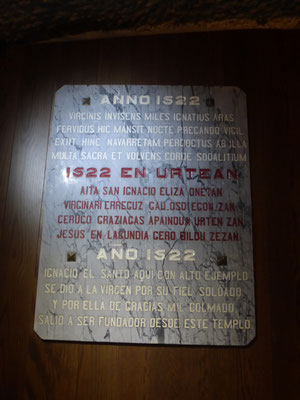 ANNO 1522
VIRGINIS INVISENS MILES IGNATIUS ARAS
FERVIDUS HIC MANSIT NOCTE PRECANDO VIGIL
EXIIT HINC NAVARRETAM, PERDOCTUS AB ILLA
MULTA SACRA ET VOLVENS CORDE SODALITIUM
1522 EN URTEAN
AITA SAN IGNACIO ELIZA ONETAN
VIRGINARI ERREGUZ GAU OSO EGON ZAN
CERUCO GRAZIAGAS APAINDUA URTEN ZAN
JESUS EN LAGUNDIA GERO BILDU ZEZAN
AÑO 1522
IGNACIO EL SANTO AQUI CON ALTO EJEMPLO
SE DIO A LA VIRGEN POR SU FIEL SOLDADO
Y POR ELLA DE GRACIAS MIL COLMADO
SALIO A SER FUNDADOR DESDE ESTE TEMPLO